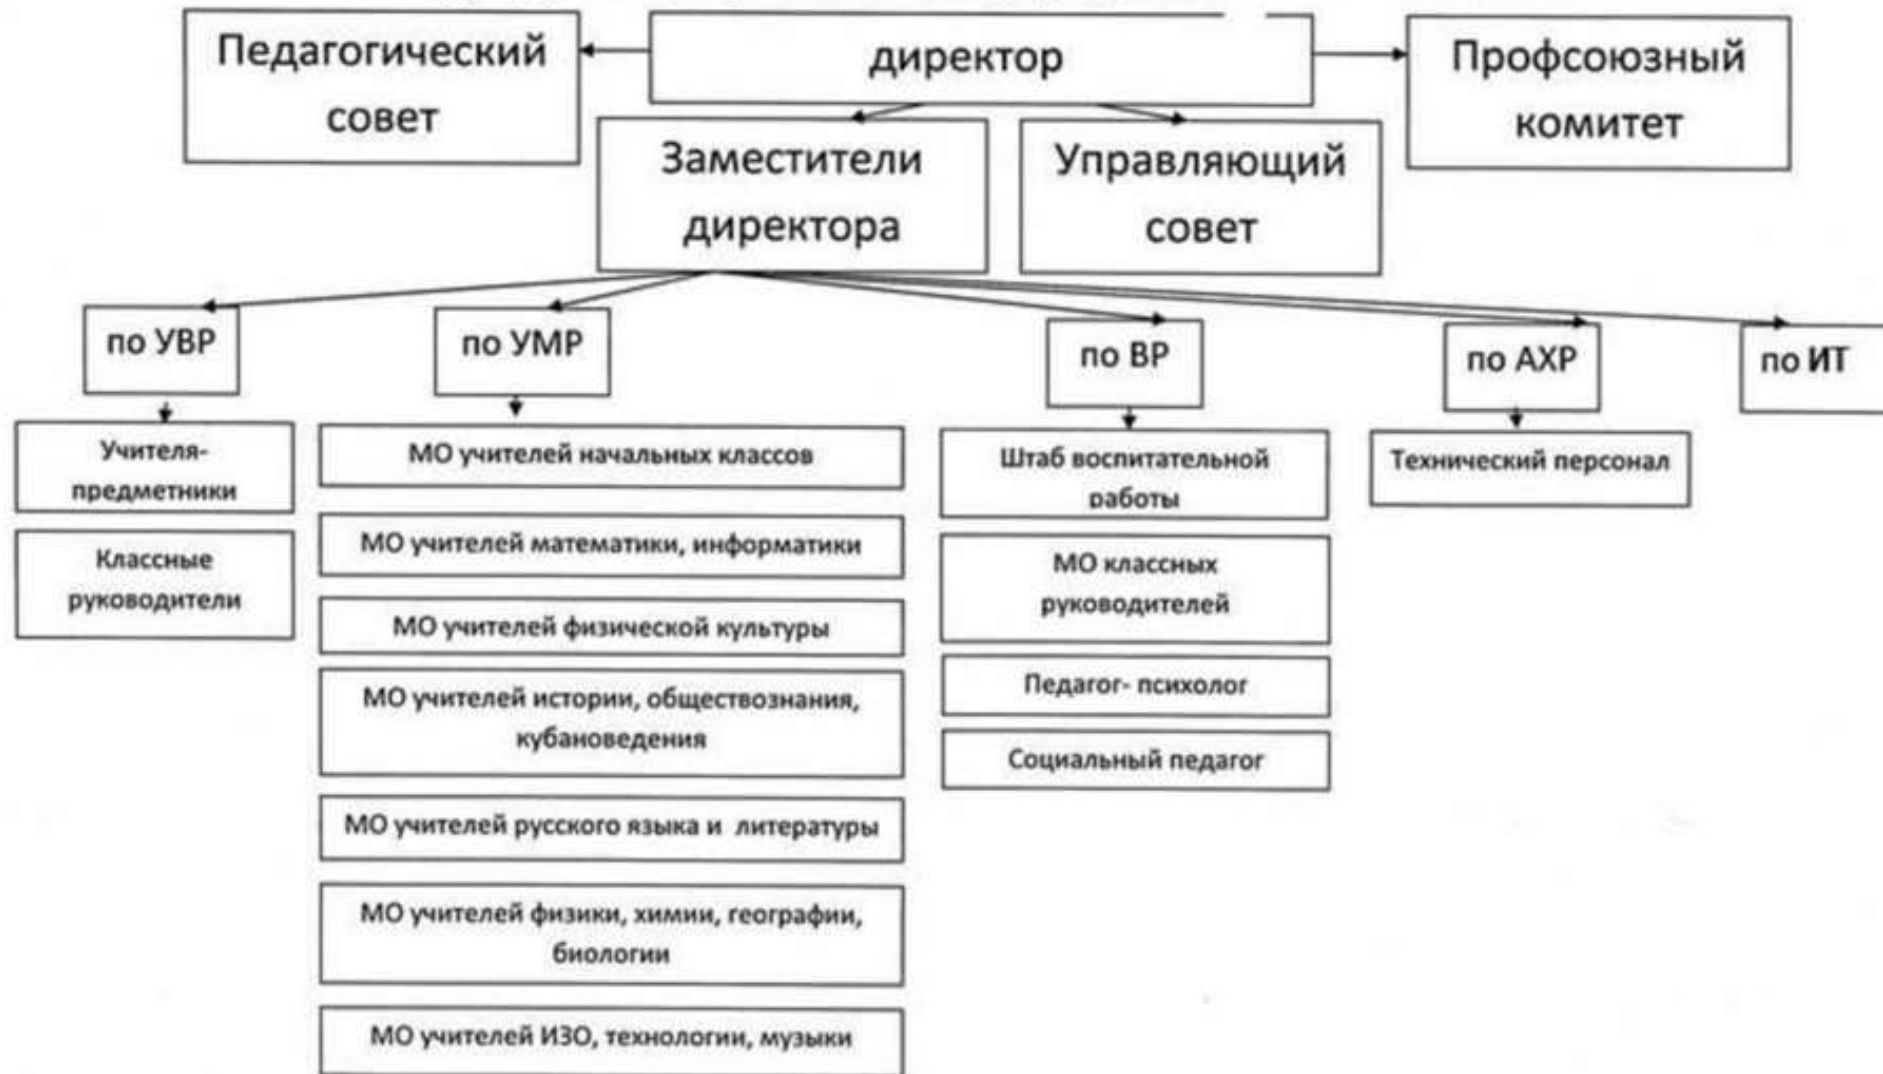 Педагогический
совет
директор
Профсоюзный
комитет
Заместители
директора
Управляющий
совет
по УВР
по УМР
по ВР
по АХР
по ИТ
Учителя-
предметники
Классные
руководители
МО учителей начальных классов
МО учителей математики, информатики
МО учителей физической культуры
МО учителей истории, обществознания,
кубановедения
МО учителей русского языка и литературы
МО учителей физики, химии, географии,
биологии
МО учителей ИЗО, технологии, музыки
Штаб воспитательной
работы
МО классных
руководителей
Педагог- психолог
Социальный педагог
Технический персонал